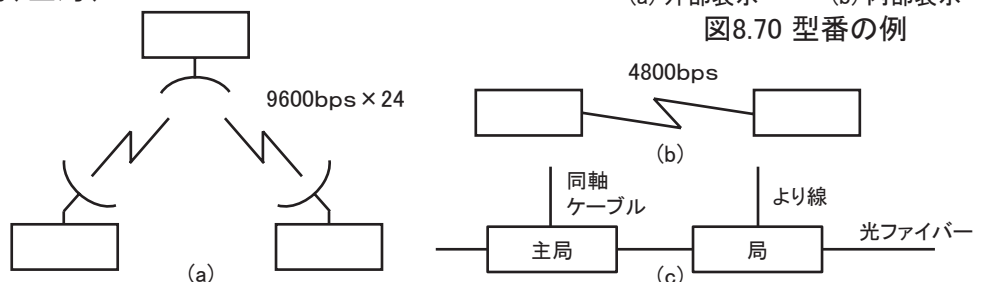 (a) 外部表示 (b) 内部表示
図8.70 型番の例
9600bps×24
4800bps
(b)
同軸
ケーブル
より線
光ファイバー
主局
局
(a)
(c)